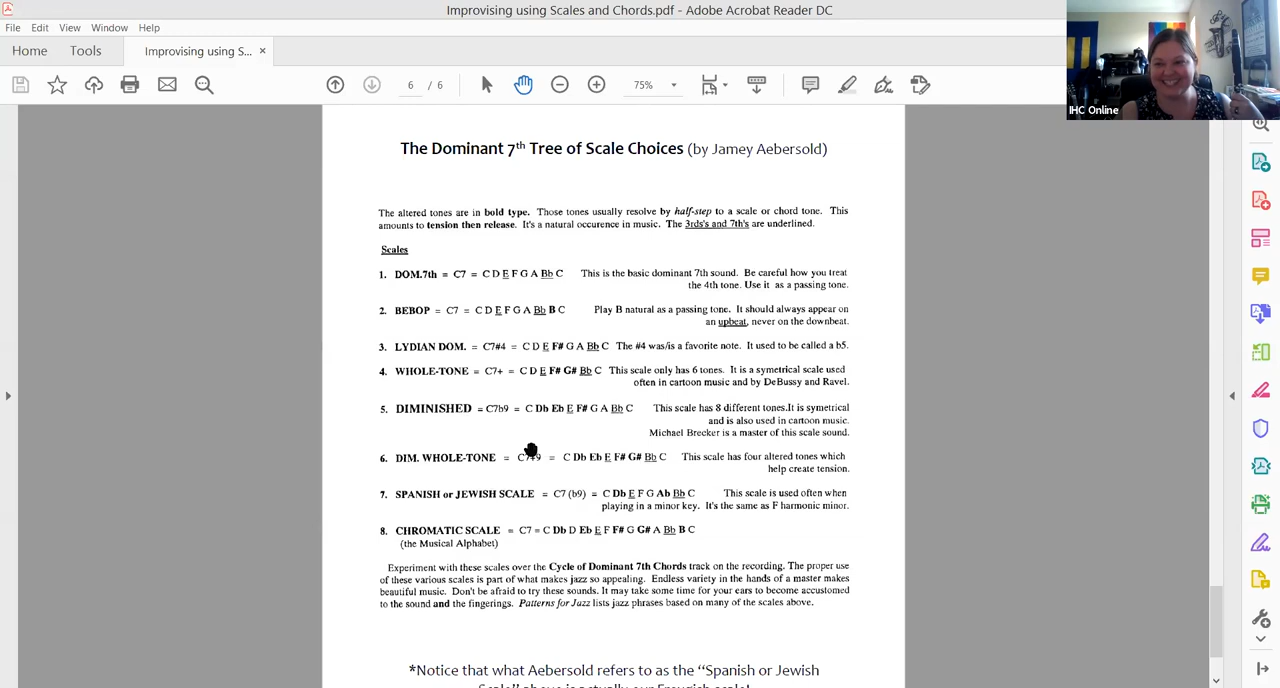 Improvising using Scales and Chords.pdf - Adobe Acrobat Reader DC
File Edit View Window Help
Home Tools Improvising using S... ×
6 / 6 75%
IHC Online
The Dominant 7th Tree of Scale Choices (by Jamey Aebersold)
The altered tones are in bold type. Those tones usually resolve by half-step to a scale or chord tone. This
amounts to tension then release. It's a natural occurence in music. The 3rds's and 7th's are underlined.
Scales
1. DOM.7th = C7 = C D E F G A Bb C This is the basic dominant 7th sound. Be careful how you treat
the 4th tone. Use it as a passing tone.
2. BEBOP = C7 = C D E F G A Bb B C Play B natural as a passing tone. It should always appear on
an upbeat, never on the downbeat.
3. LYDIAN DOM. = C7#4 = C D E F# G A Bb C The #4 was/is a favorite note. It used to be called a b5.
4. WHOLE-TONE = C7+ = C D E F# G# Bb C This scale only has 6 tones. It is a symetrical scale used
often in cartoon music and by DeBussy and Ravel.
5. DIMINISHED = C7b9 = C Db Eb E F# G A Bb C This scale has 8 different tones.It is symetrical
and is also used in cartoon music.
Michael Brecker is a master of this scale sound.
6. DIM. WHOLE-TONE = = C Db Eb E F# G# Bb C This scale has four altered tones which
help create tension.
7. SPANISH or JEWISH SCALE = C7 (b9) = C Db E F G Ab Bb C This scale is used often when
playing in a minor key. It's the same as F harmonic minor.
8. CHROMATIC SCALE = C7 = C Db D Eb E F F# G G# A Bb B C
(the Musical Alphabet)
Experiment with these scales over the Cycle of Dominant 7th Chords track on the recording. The proper use
of these various scales is part of what makes jazz so appealing. Endless variety in the hands of a master makes
beautiful music. Don't be afraid to try these sounds. It may take some time for your ears to become accustomed
to the sound and the fingerings. Patterns for Jazz lists jazz phrases based on many of the scales above.
*Notice that what Aebersold refers to as the “Spanish or Jewish